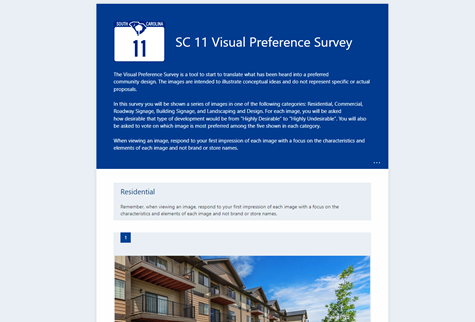 SOUTH CAROLINA
11
SC 11 Visual Preference Survey
The Visual Preference Survey is a tool to start to translate what has been heard into a preferred
community design. The images are intended to illustrate conceptual ideas and do not represent specific or actual
proposals.
In this survey you will be shown a series of images in one of the following categories: Residential, Commercial,
Roadway Signage, Building Signage, and Landscaping and Design. For each image, you will be asked
how desirable that type of development would be from "Highly Desirable" to "Highly Undesirable". You will also
be asked to vote on which image is most preferred among the five shown in each category.
When viewing an image, respond to your first impression of each image with a focus on the characteristics and
elements of each image and not brand or store names.
...
Residential
Remember, when viewing an image, respond to your first impression of each image with a focus on the
characteristics and elements of each image and not brand or store names.
1